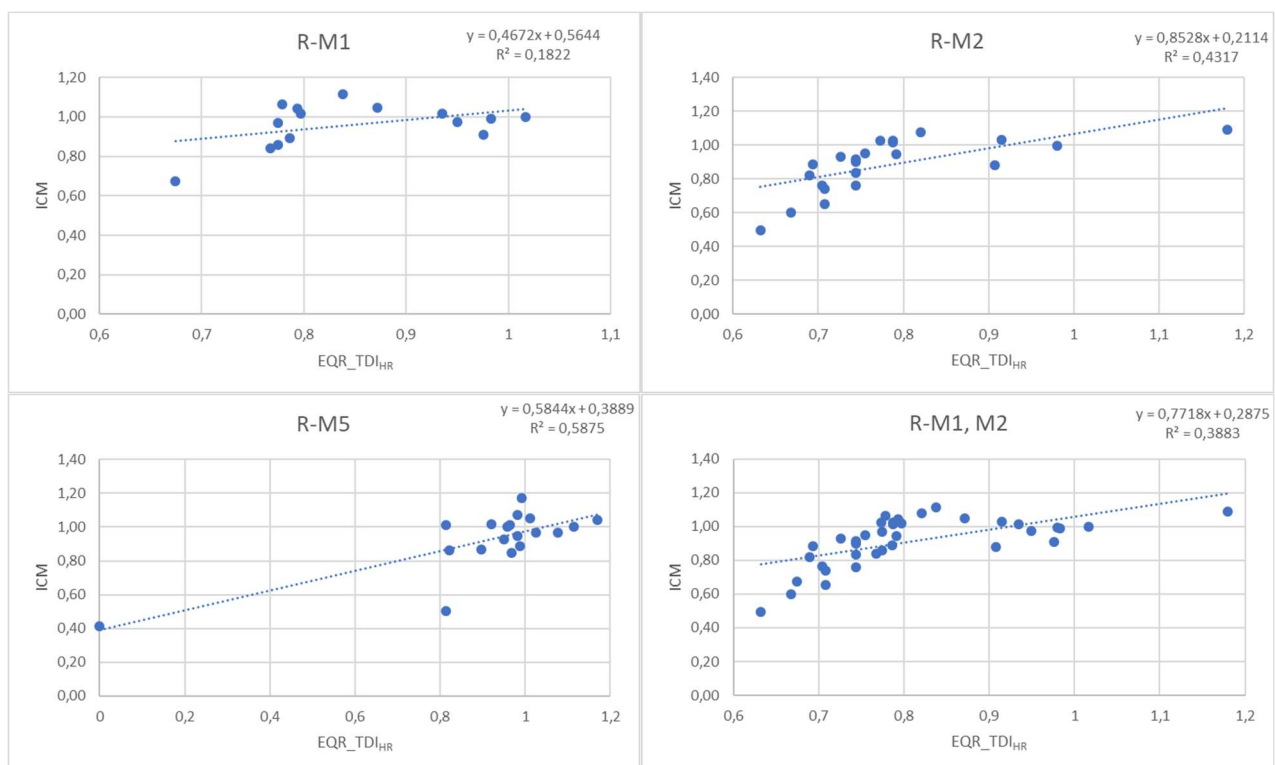 R-M1
y = 0,4672x + 0,5644
R² = 0,1822
1,20
1,00
0,80
0,60
0,40
0,20
0,00
ICM
0,6 0,7 0,8 0,9 1 1,1
EQR_TDI_HR
R-M2
y = 0,8528x + 0,2114
R² = 0,4317
1,40
1,20
1,00
0,80
0,60
0,40
0,20
0,00
ICM
0,6 0,7 0,8 0,9 1 1,1 1,2
EQR_TDI_HR
R-M5
y = 0,5844x + 0,3889
R² = 0,5875
1,40
1,20
1,00
0,80
0,60
0,40
0,20
0,00
ICM
0 0,2 0,4 0,6 0,8 1 1,2
EQR_TDI_HR
R-M1, M2
y = 0,7718x + 0,2875
R² = 0,3883
1,40
1,20
1,00
0,80
0,60
0,40
0,20
0,00
ICM
0,6 0,7 0,8 0,9 1 1,1 1,2
EQR_TDI_HR